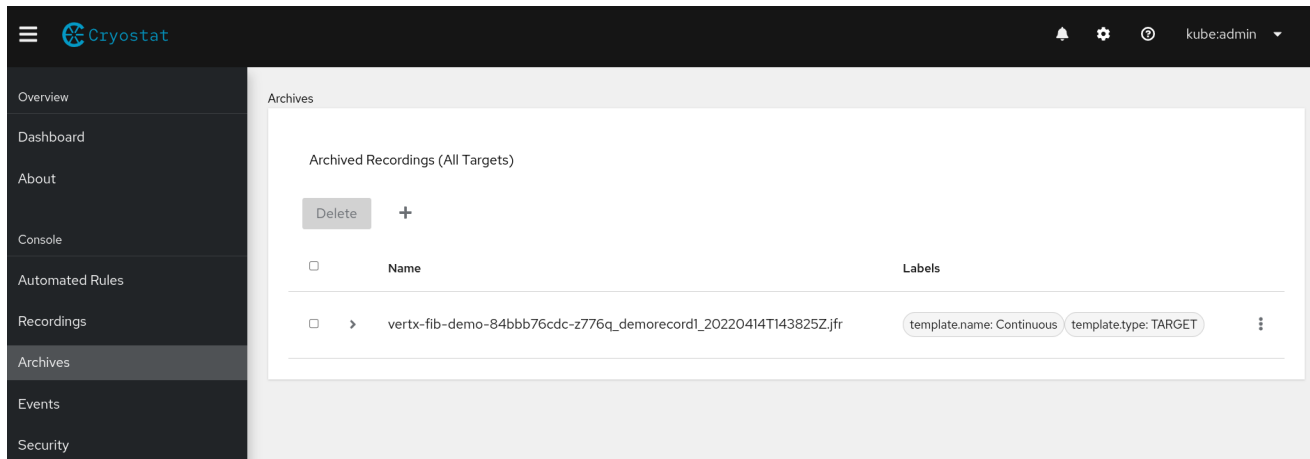 Cryostat
kube:admin
Overview
Dashboard
About
Console
Automated Rules
Recordings
Archives
Events
Security
Archives
Archived Recordings (All Targets)
Delete
Name Labels
vertx-fib-demo-84bbb76cdc-z776q_demorecord1_20220414T143825Z.jfr template.name: Continuous template.type: TARGET